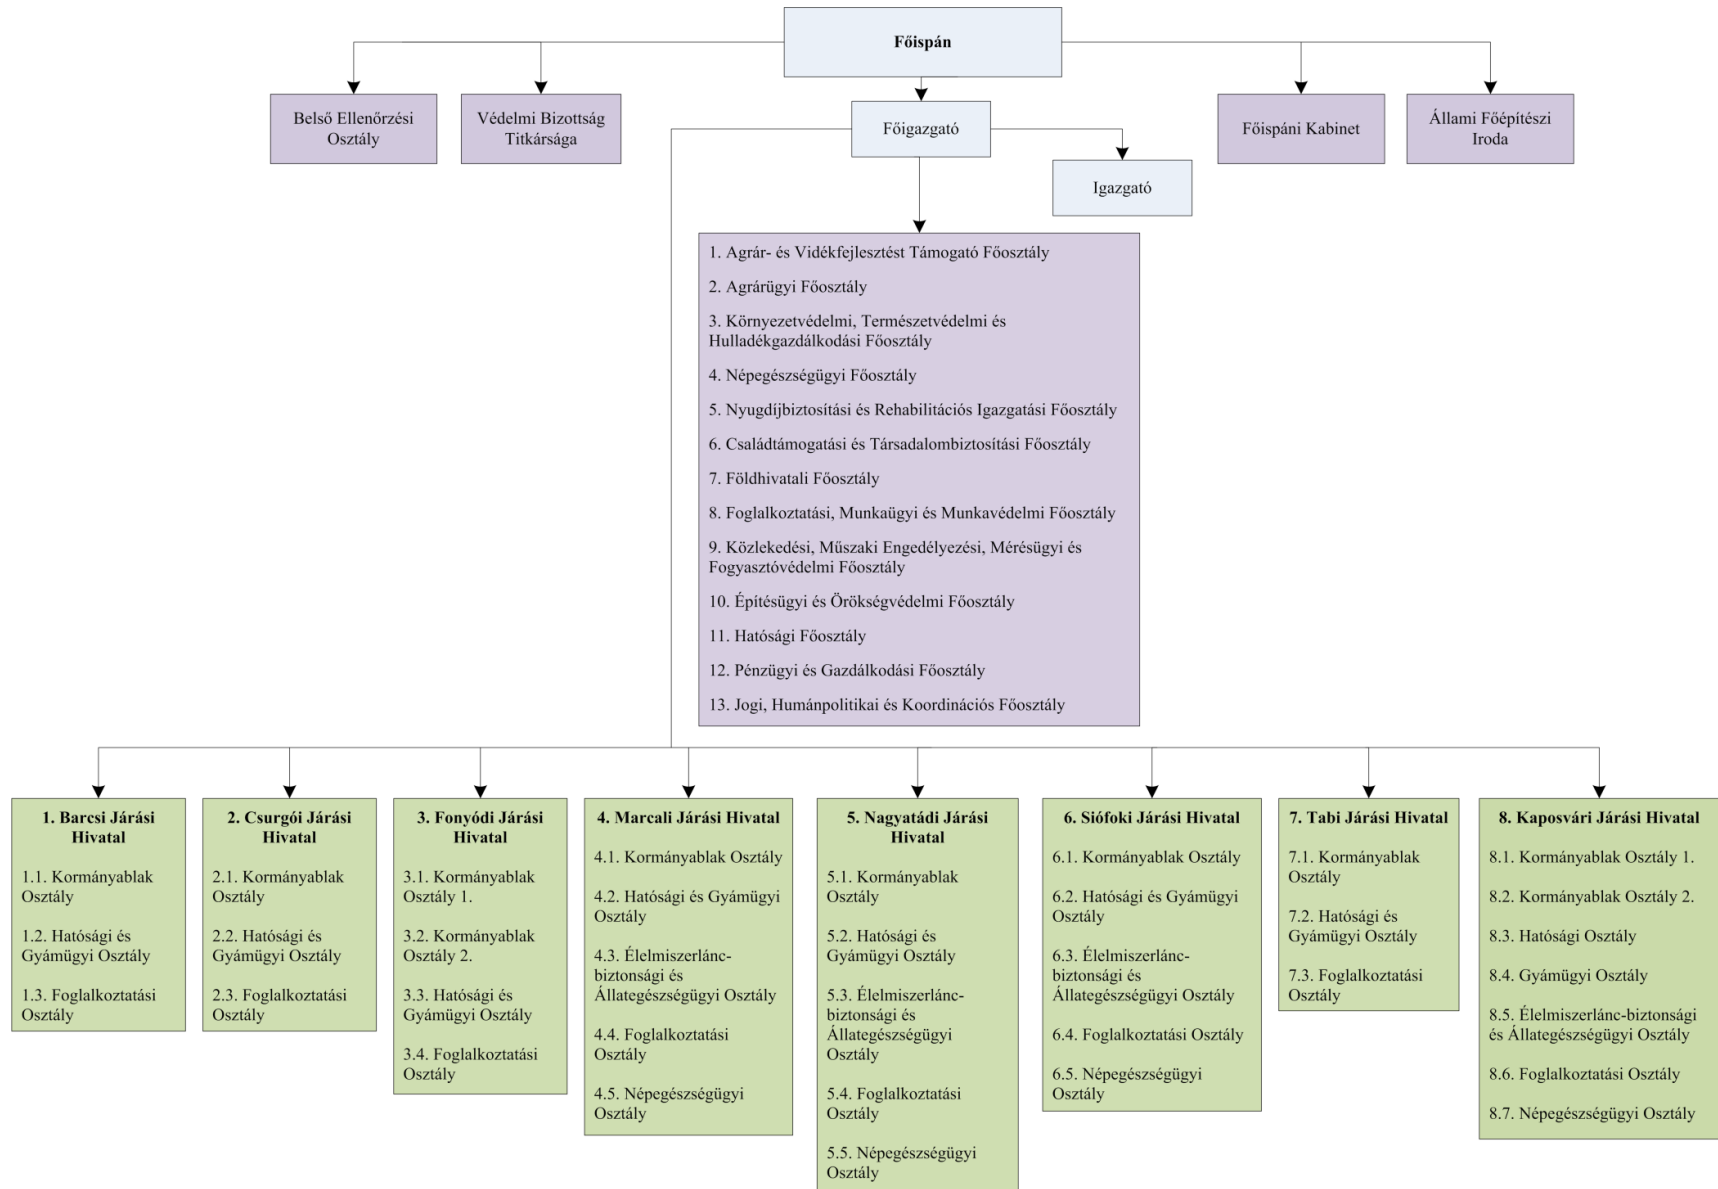 Főispán
Belső Ellenőrzési
Osztály
Védelmi Bizottság
Titkársága
Főigazgató
Főispáni Kabinet
Állami Főépítészi
Iroda
Igazgató
1. Agrár- és Vidékfejlesztést Támogató Főosztály
2. Agrárügyi Főosztály
3. Környezetvédelmi, Természetvédelmi és
Hulladékgazdálkodási Főosztály
4. Népegészségügyi Főosztály
5. Nyugdíjbiztosítási és Rehabilitációs Igazgatási Főosztály
6. Családtámogatási és Társadalombiztosítási Főosztály
7. Földhivatali Főosztály
8. Foglalkoztatási, Munkaügyi és Munkavédelmi Főosztály
9. Közlekedési, Műszaki Engedélyezési, Mérésügyi és
Fogyasztóvédelmi Főosztály
10. Építésügyi és Örökségvédelmi Főosztály
11. Hatósági Főosztály
12. Pénzügyi és Gazdálkodási Főosztály
13. Jogi, Humánpolitikai és Koordinációs Főosztály
1. Barcsi Járási
Hivatal
1.1. Kormányablak
Osztály
1.2. Hatósági és
Gyámügyi Osztály
1.3. Foglalkoztatási
Osztály
2. Csurgói Járási
Hivatal
2.1. Kormányablak
Osztály
2.2. Hatósági és
Gyámügyi Osztály
2.3. Foglalkoztatási
Osztály
3. Fonyódi Járási
Hivatal
3.1. Kormányablak
Osztály 1.
3.2. Kormányablak
Osztály 2.
3.3. Hatósági és
Gyámügyi Osztály
3.4. Foglalkoztatási
Osztály
4. Marcali Járási Hivatal
4.1. Kormányablak Osztály
4.2. Hatósági és Gyámügyi
Osztály
4.3. Élelmiszerlánc-
biztonsági és
Állategészségügyi Osztály
4.4. Foglalkoztatási
Osztály
4.5. Népegészségügyi
Osztály
5. Nagyatádi Járási
Hivatal
5.1. Kormányablak
Osztály
5.2. Hatósági és
Gyámügyi Osztály
5.3. Élelmiszerlánc-
biztonsági és
Állategészségügyi
Osztály
5.4. Foglalkoztatási
Osztály
5.5. Népegészségügyi
Osztály
6. Siófoki Járási Hivatal
6.1. Kormányablak Osztály
6.2. Hatósági és Gyámügyi
Osztály
6.3. Élelmiszerlánc-
biztonsági és
Állategészségügyi Osztály
6.4. Foglalkoztatási Osztály
6.5. Népegészségügyi
Osztály
7. Tabi Járási Hivatal
7.1. Kormányablak
Osztály
7.2. Hatósági és
Gyámügyi Osztály
7.3. Foglalkoztatási
Osztály
8. Kaposvári Járási Hivatal
8.1. Kormányablak Osztály 1.
8.2. Kormányablak Osztály 2.
8.3. Hatósági Osztály
8.4. Gyámügyi Osztály
8.5. Élelmiszerlánc-biztonsági
és Állategészségügyi Osztály
8.6. Foglalkoztatási Osztály
8.7. Népegészségügyi Osztály